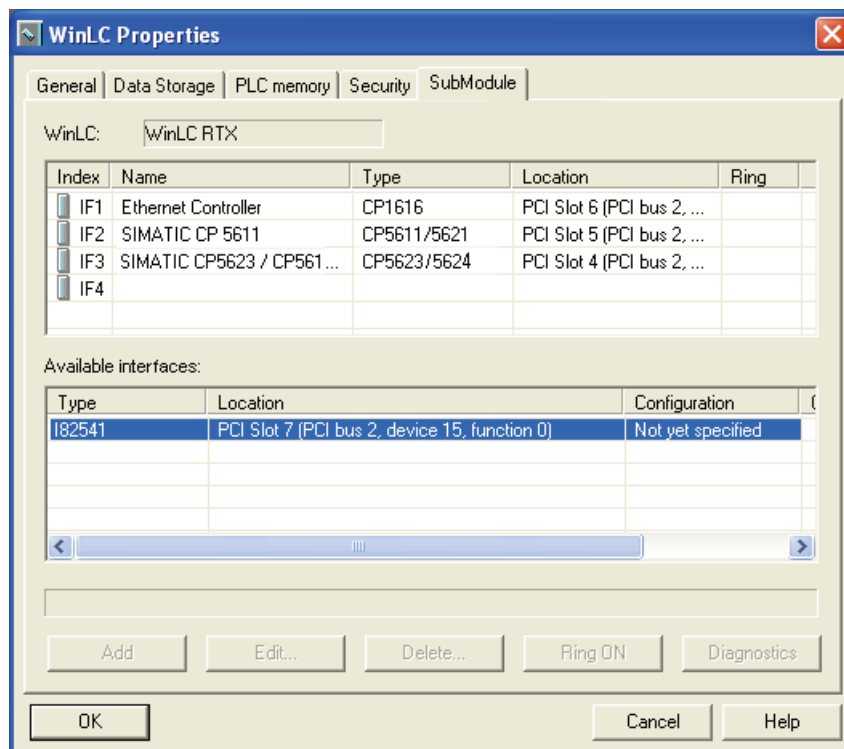 WinLC Properties
General Data Storage PLC memory Security SubModule
WinLC: WinLC RTX
Index Name Type Location Ring
IF1 Ethernet Controller CP1616 PCI Slot 6 (PCI bus 2, ...
IF2 SIMATIC CP 5611 CP5611/5621 PCI Slot 5 (PCI bus 2, ...
IF3 SIMATIC CP5623 / CP561... CP5623/5624 PCI Slot 4 (PCI bus 2, ...
IF4
Available interfaces:
Type Location Configuration
I82541 PCI Slot 7 (PCI bus 2, device 15, function 0) Not yet specified
Add Edit... Delete... Ring ON Diagnostics
OK Cancel Help